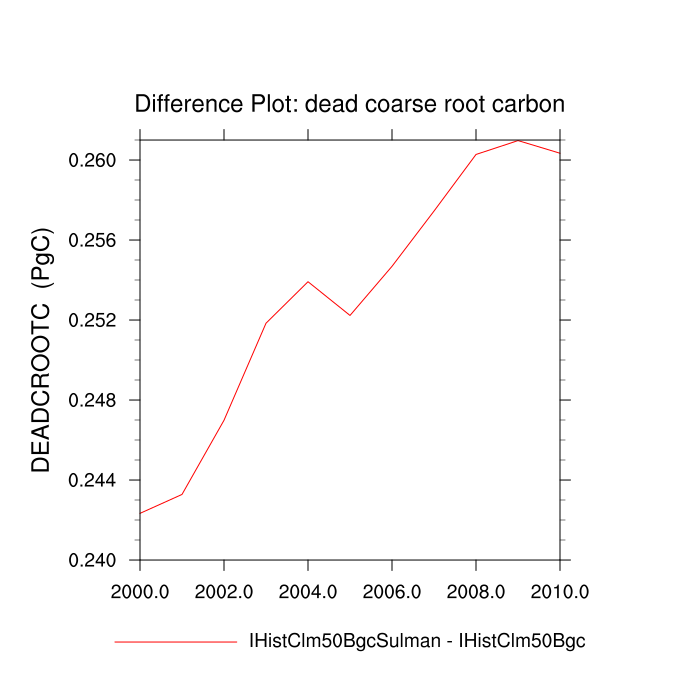 Difference Plot: dead coarse root carbon
DEADCROOTC (PgC)
0.260
0.256
0.252
0.248
0.244
0.240
2000.0 2002.0 2004.0 2006.0 2008.0 2010.0
IHistClm50BgcSulman - IHistClm50Bgc